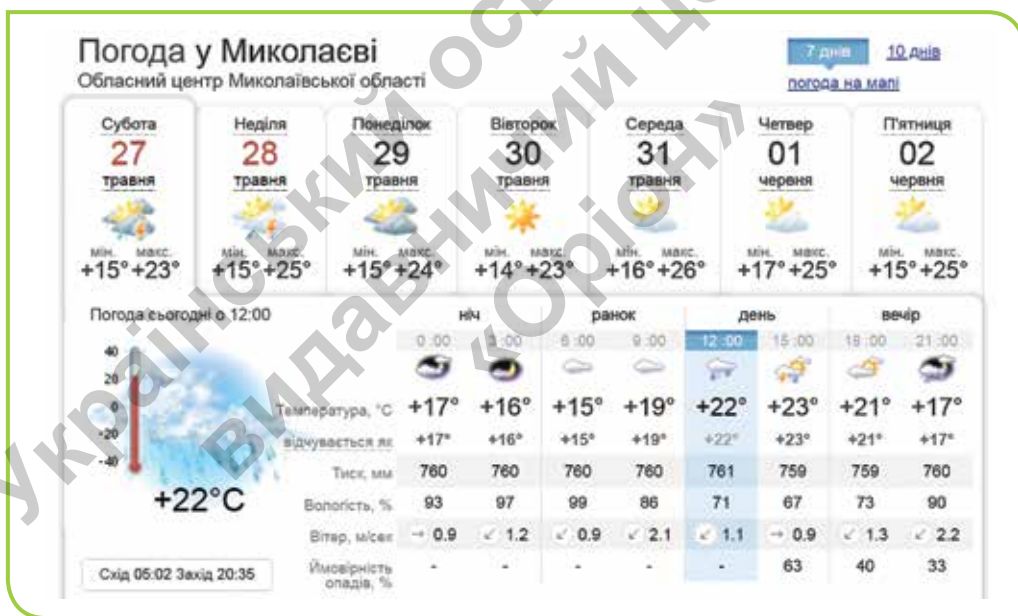 Погода у Миколаєві
7 днів 10 днів
Обласний центр Миколаївської області
погода на мапі
Субота Неділя Понеділок Вівторок Середа Четвер П'ятниця
27 28 29 30 31 01 02
травня травня травня травня травня червня червня
мін. макс. мін. макс. мін. макс. мін. макс. мін. макс. мін. макс. мін. макс.
+15° +23° +15° +25° +15° +24° +14° +23° +16° +26° +17° +25° +15° +25°
Погода сьогодні о 12:00
ніч ранок день вечір
0 :00 3 :00 6 :00 9 :00 12 :00 15 :00 18 :00 21 :00
40
20
0
-20
-40
+22°C
Температура, °C +17° +16° +15° +19° +22° +23° +21° +17°
відчувається як +17° +16° +15° +19° +22° +23° +21° +17°
Тиск, мм 760 760 760 760 761 759 759 760
Вологість, % 93 97 99 86 71 67 73 90
Вітер, м/сек → 0.9 ↙ 1.2 ↙ 0.9 ↙ 2.1 ↙ 1.1 → 0.9 ↙ 1.3 ↙ 2.2
Ймовірність опадів, % - - - - - 63 40 33
Схід 05:02 Захід 20:35
Український ос
видавничий це
«Оріон»